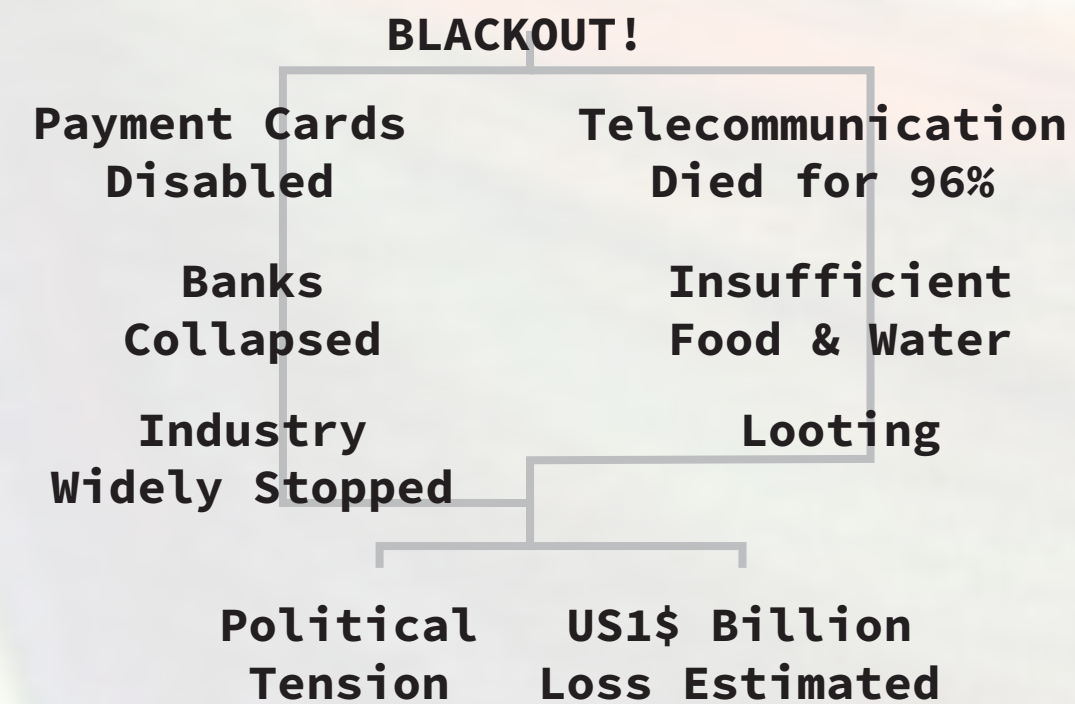 BLACKOUT!
Payment Cards
Disabled
Telecommunication
Died for 96%
Banks
Collapsed
Insufficient
Food & Water
Industry
Widely Stopped
Looting
Political
Tension
US1$ Billion
Loss Estimated